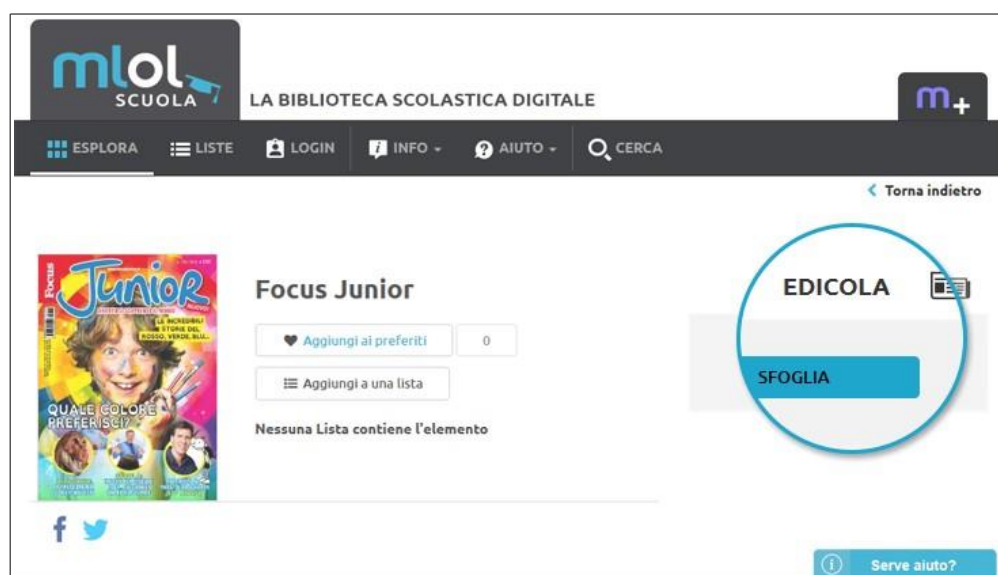 mlol
SCUOLA
LA BIBLIOTECA SCOLASTICA DIGITALE
m+
ESPLORA LISTE LOGIN INFO AIUTO CERCA
Torna indietro
Focus
JUNIOR
LE INCREDIBILI
STORIE DEL
ROSSO, VERDE, BLU...
QUALE COLORE
PREFERISCI?
Focus Junior
Aggiungi ai preferiti 0
Aggiungi a una lista
Nessuna Lista contiene l'elemento
EDICOLA
SFOGLIA
Serve aiuto?